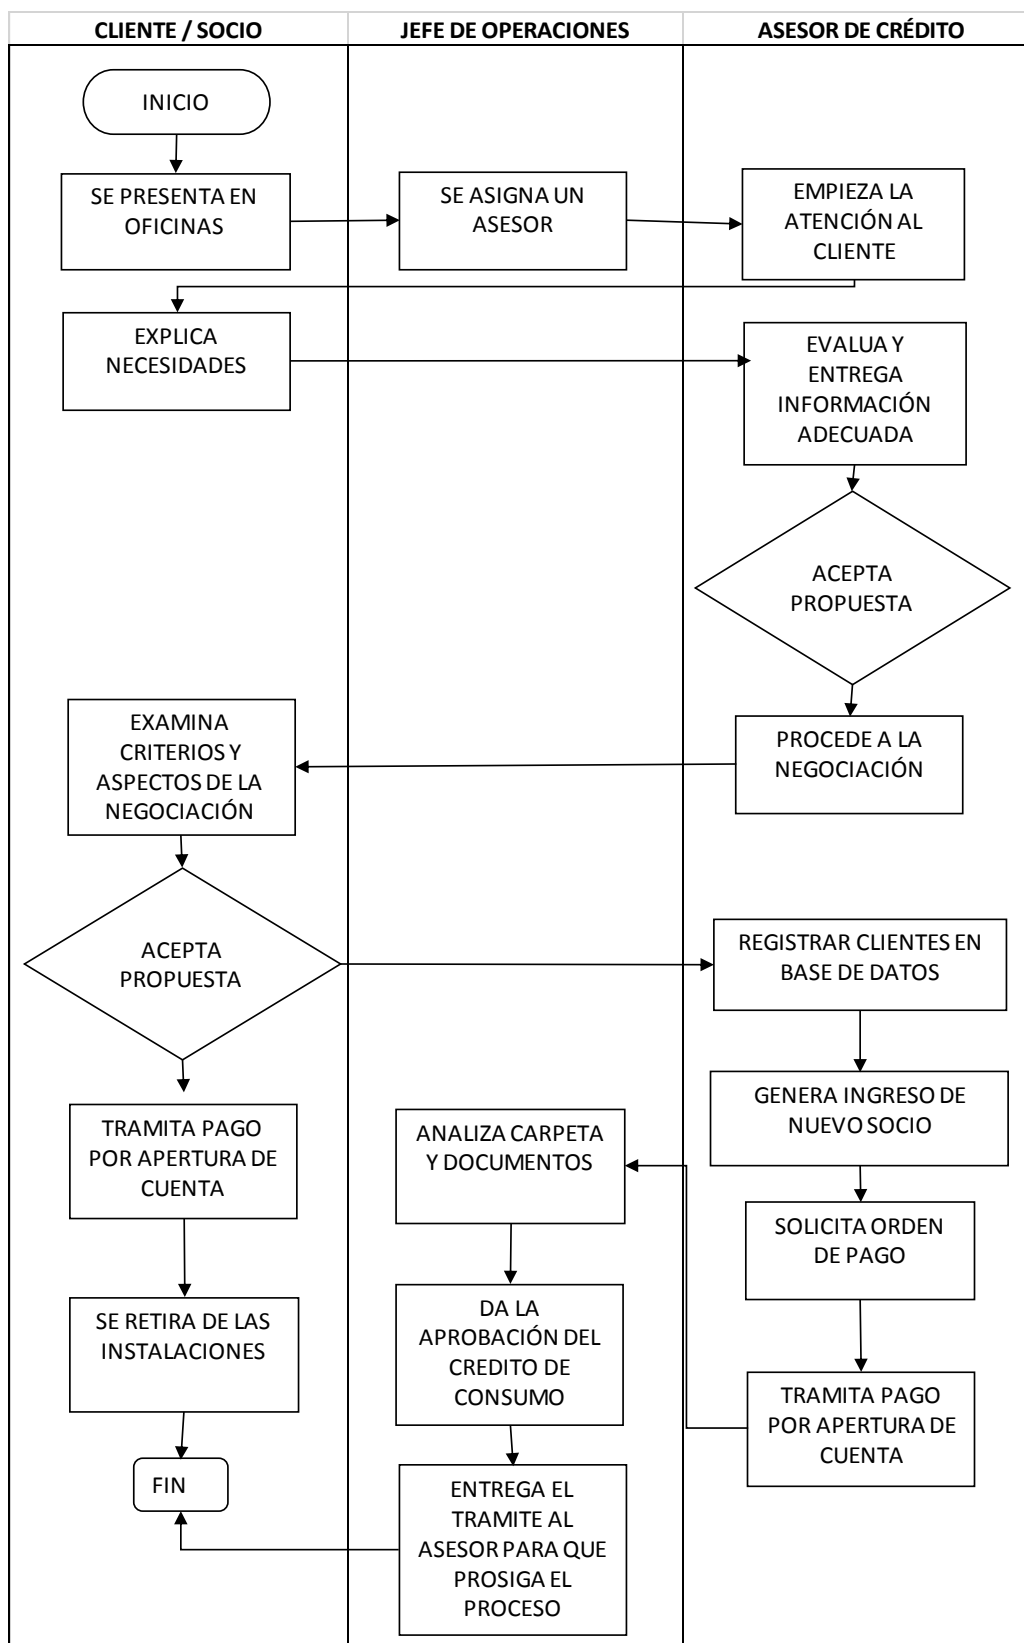 CLIENTE / SOCIO
JEFE DE OPERACIONES
ASESOR DE CRÉDITO
INICIO
SE PRESENTA EN
OFICINAS
SE ASIGNA UN
ASESOR
EMPIEZA LA
ATENCIÓN AL
CLIENTE
EXPLICA
NECESIDADES
EVALUA Y
ENTREGA
INFORMACIÓN
ADECUADA
ACEPTA
PROPUESTA
PROCEDE A LA
NEGOCIACIÓN
EXAMINA
CRITERIOS Y
ASPECTOS DE LA
NEGOCIACIÓN
ACEPTA
PROPUESTA
REGISTRAR CLIENTES EN
BASE DE DATOS
GENERA INGRESO DE
NUEVO SOCIO
SOLICITA ORDEN
DE PAGO
TRAMITA PAGO
POR APERTURA DE
CUENTA
ANALIZA CARPETA
Y DOCUMENTOS
DA LA
APROBACIÓN DEL
CREDITO DE
CONSUMO
ENTREGA EL
TRAMITE AL
ASESOR PARA QUE
PROSIGA EL
PROCESO
TRAMITA PAGO
POR APERTURA DE
CUENTA
SE RETIRA DE LAS
INSTALACIONES
FIN